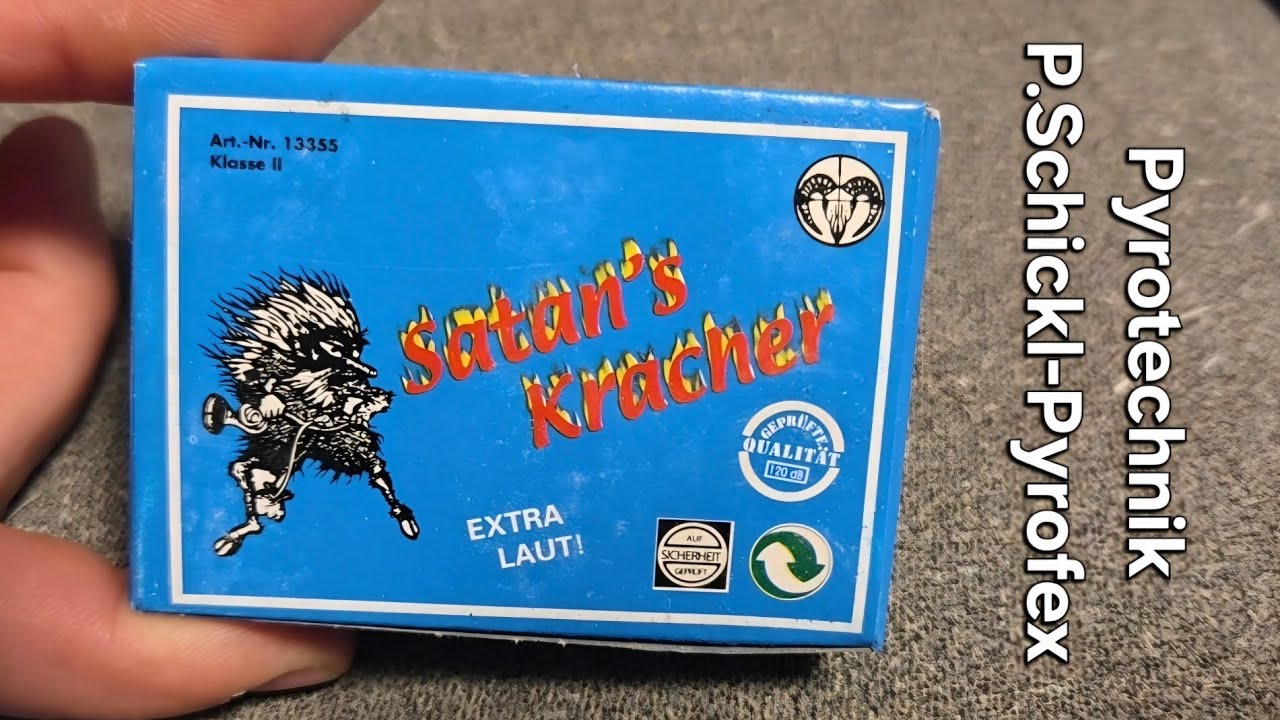 Art.-Nr. 13355
Klasse II
Satan's
Kracher
EXTRA
LAUT!
GEPRÜFTE
QUALITÄT
120 dB
AUF
SICHERHEIT
GEPRÜFT
Pyrotechnik
P.Schickl-Pyrofex